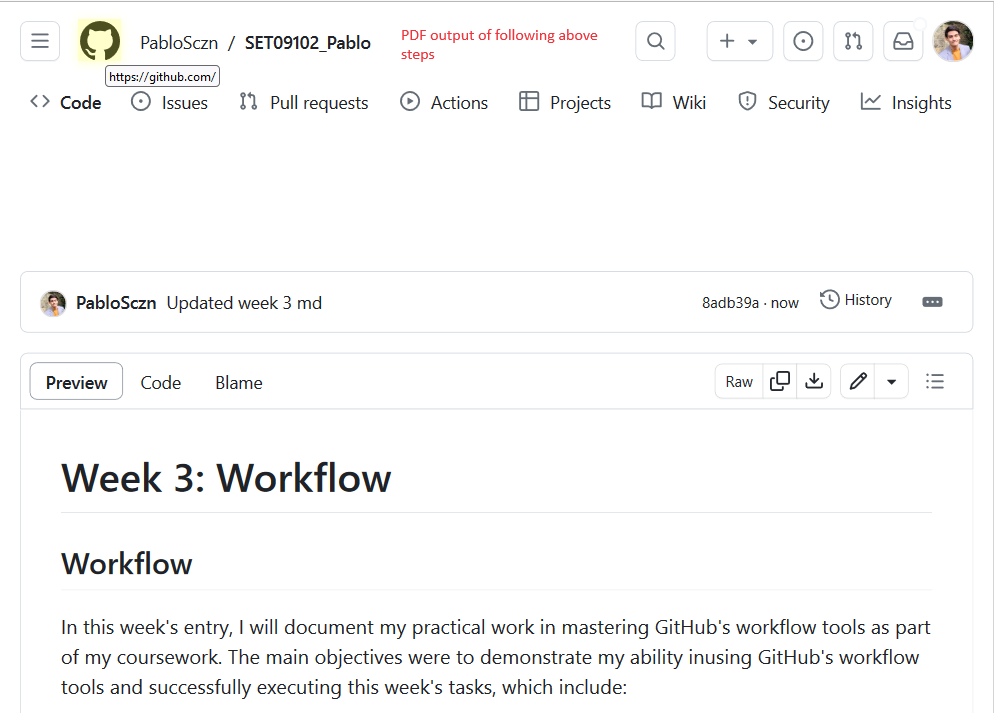 PabloSczn / SET09102_Pablo
PDF output of following above
steps
https://github.com/
Code Issues Pull requests Actions Projects Wiki Security Insights
PabloSczn Updated week 3 md 8adb39a · now History
Preview Code Blame Raw
Week 3: Workflow
Workflow
In this week's entry, I will document my practical work in mastering GitHub's workflow tools as part
of my coursework. The main objectives were to demonstrate my ability inusing GitHub's workflow
tools and successfully executing this week's tasks, which include: